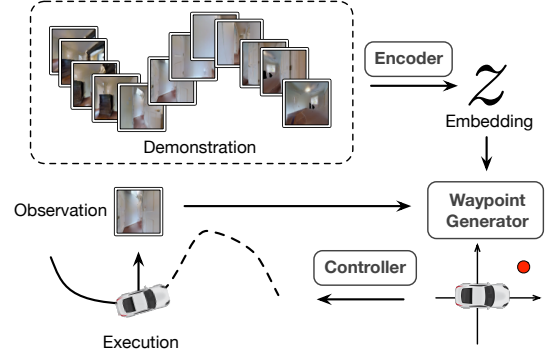 Encoder
z
Embedding
Demonstration
Observation
Waypoint
Generator
Controller
Execution